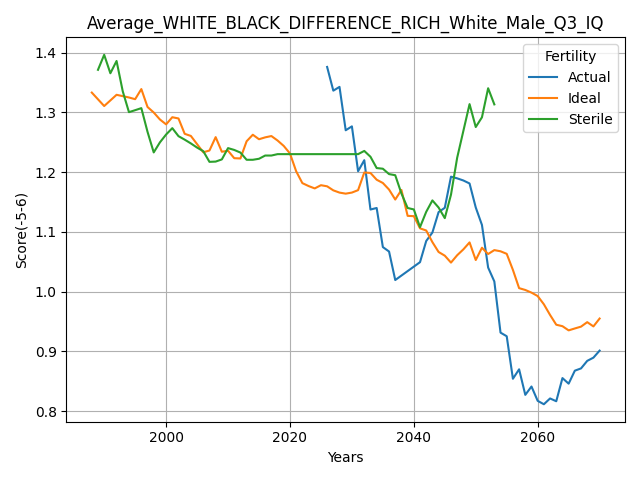 Average_WHITE_BLACK_DIFFERENCE_RICH_White_Male_Q3_IQ
Fertility
Actual
Ideal
Sterile
Score(-5-6)
1.4
1.3
1.2
1.1
1.0
0.9
0.8
2000 2020 2040 2060
Years